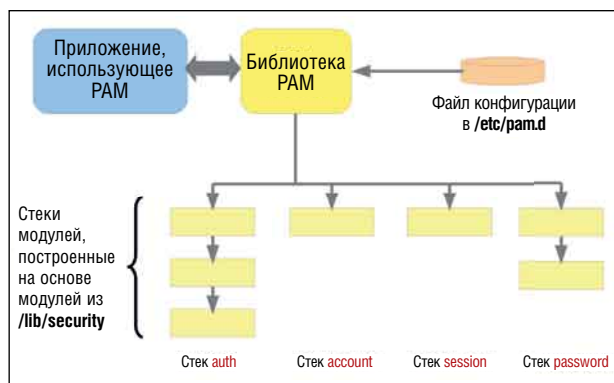 Приложение,
использующее
PAM
Библиотека
PAM
Файл конфигурации
в /etc/pam.d
Стеки
модулей,
построенные
на основе
модулей из
/lib/security
Стек auth
Стек account
Стек session
Стек password